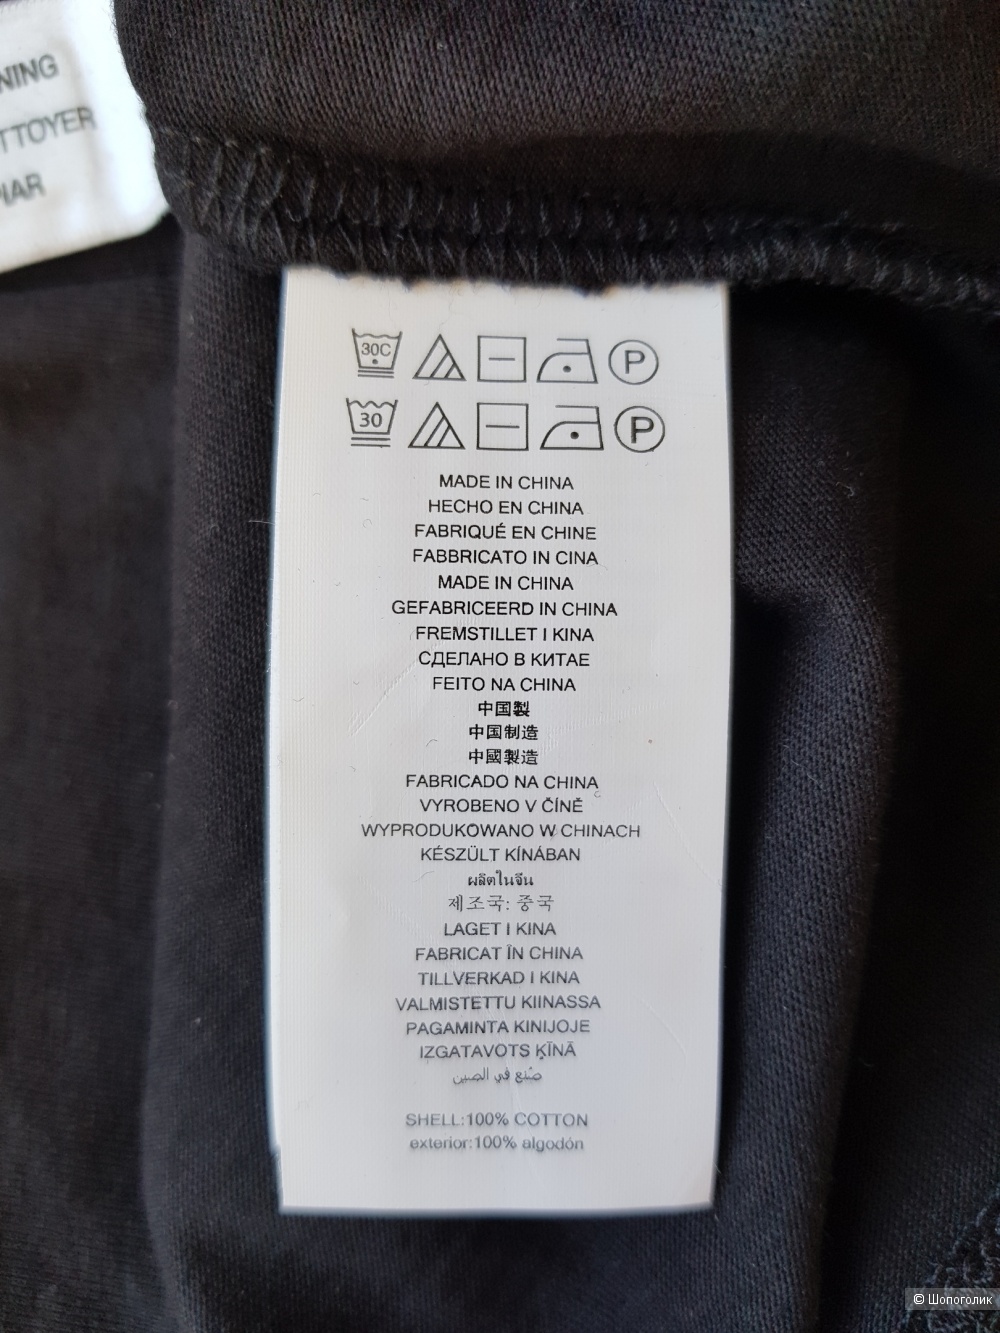 NING
TTOYER
IAR
30C P
30 P
MADE IN CHINA
HECHO EN CHINA
FABRIQUÉ EN CHINE
FABBRICATO IN CINA
MADE IN CHINA
GEFABRICEERD IN CHINA
FREMSTILLET I KINA
СДЕЛАНО В КИТАЕ
FEITO NA CHINA
中国製
中国制造
中國製造
FABRICADO NA CHINA
VYROBENO V ČÍNĚ
WYPRODUKOWANO W CHINACH
KÉSZÜLT KÍNÁBAN
ผลิตในจีน
제조국: 중국
LAGET I KINA
FABRICAT ÎN CHINA
TILLVERKAD I KINA
VALMISTETTU KIINASSA
PAGAMINTA KINIJOJE
IZGATAVOTS ĶĪNĀ
صُنع في الصين
SHELL:100% COTTON
exterior:100% algodón
© Шопоголик